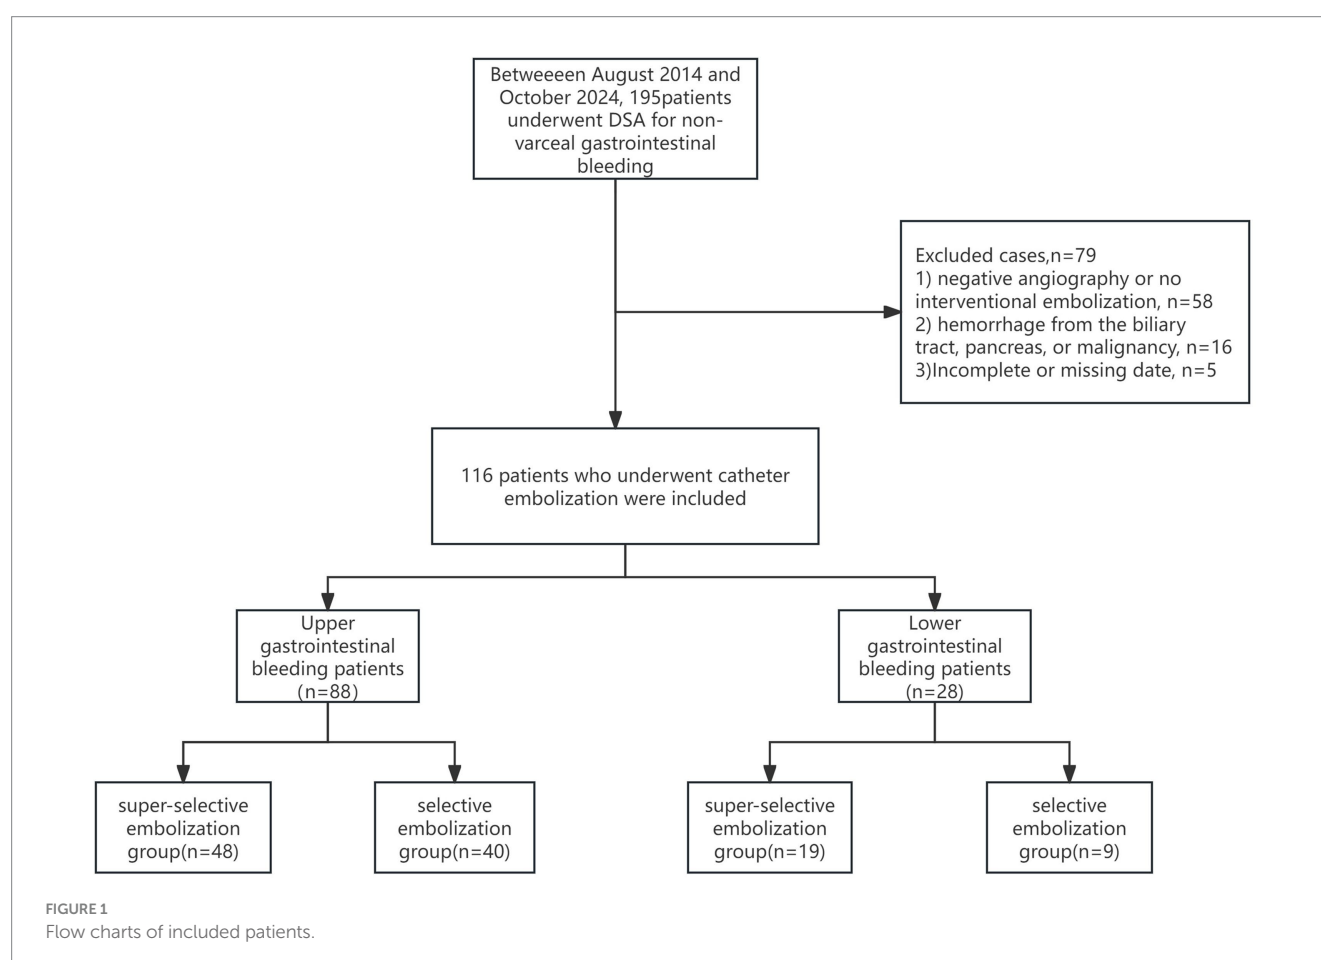 Betweeeen August 2014 and
October 2024, 195patients
underwent DSA for non-
varceal gastrointestinal
bleeding
Excluded cases,n=79
1) negative angiography or no
interventional embolization, n=58
2) hemorrhage from the biliary
tract, pancreas, or malignancy, n=16
3)Incomplete or missing date, n=5
116 patients who underwent catheter
embolization were included
Upper
gastrointestinal
bleeding patients
(n=88)
Lower
gastrointestinal
bleeding patients
(n=28)
super-selective
embolization
group(n=48)
selective
embolization
group(n=40)
super-selective
embolization
group(n=19)
selective
embolization
group(n=9)
FIGURE 1
Flow charts of included patients.